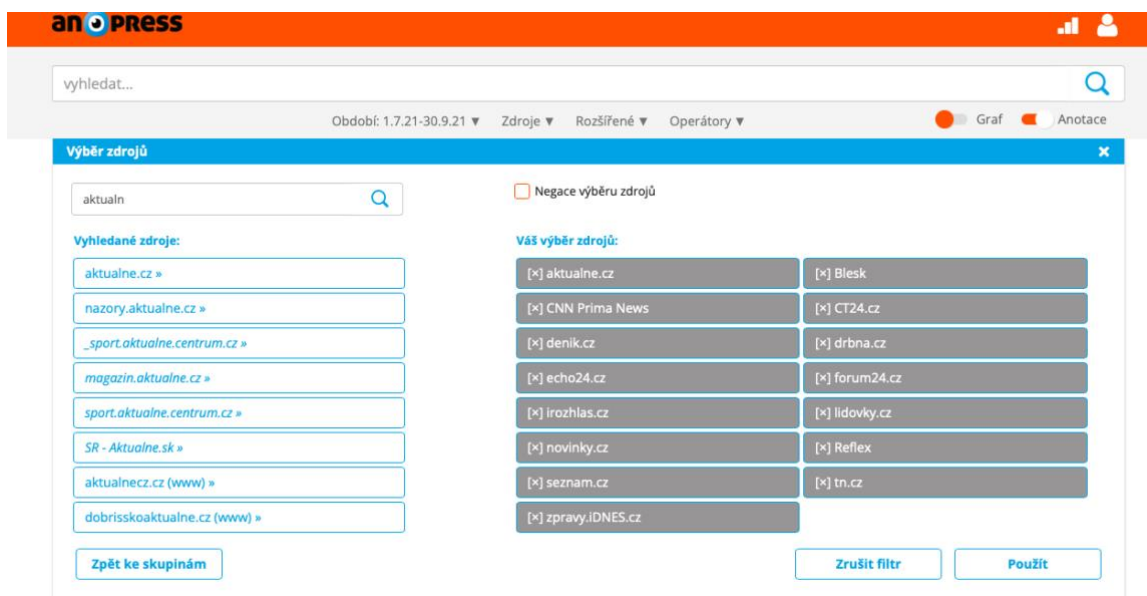 anoPRESS
vyhledat...
Období: 1.7.21-30.9.21 ▼ Zdroje ▼ Rozšířené ▼ Operátory ▼ Graf Anotace
Výběr zdrojů ×
aktualn
Negace výběru zdrojů
Vyhledané zdroje:
aktualne.cz »
nazory.aktualne.cz »
_sport.aktualne.centrum.cz »
magazin.aktualne.cz »
sport.aktualne.centrum.cz »
SR - Aktualne.sk »
aktualnecz.cz (www) »
dobrisskoaktualne.cz (www) »
Zpět ke skupinám
Váš výběr zdrojů:
[×] aktualne.cz [×] Blesk
[×] CNN Prima News [×] CT24.cz
[×] denik.cz [×] drbna.cz
[×] echo24.cz [×] forum24.cz
[×] irozhlas.cz [×] lidovky.cz
[×] novinky.cz [×] Reflex
[×] seznam.cz [×] tn.cz
[×] zpravy.iDNES.cz
Zrušit filtr Použít